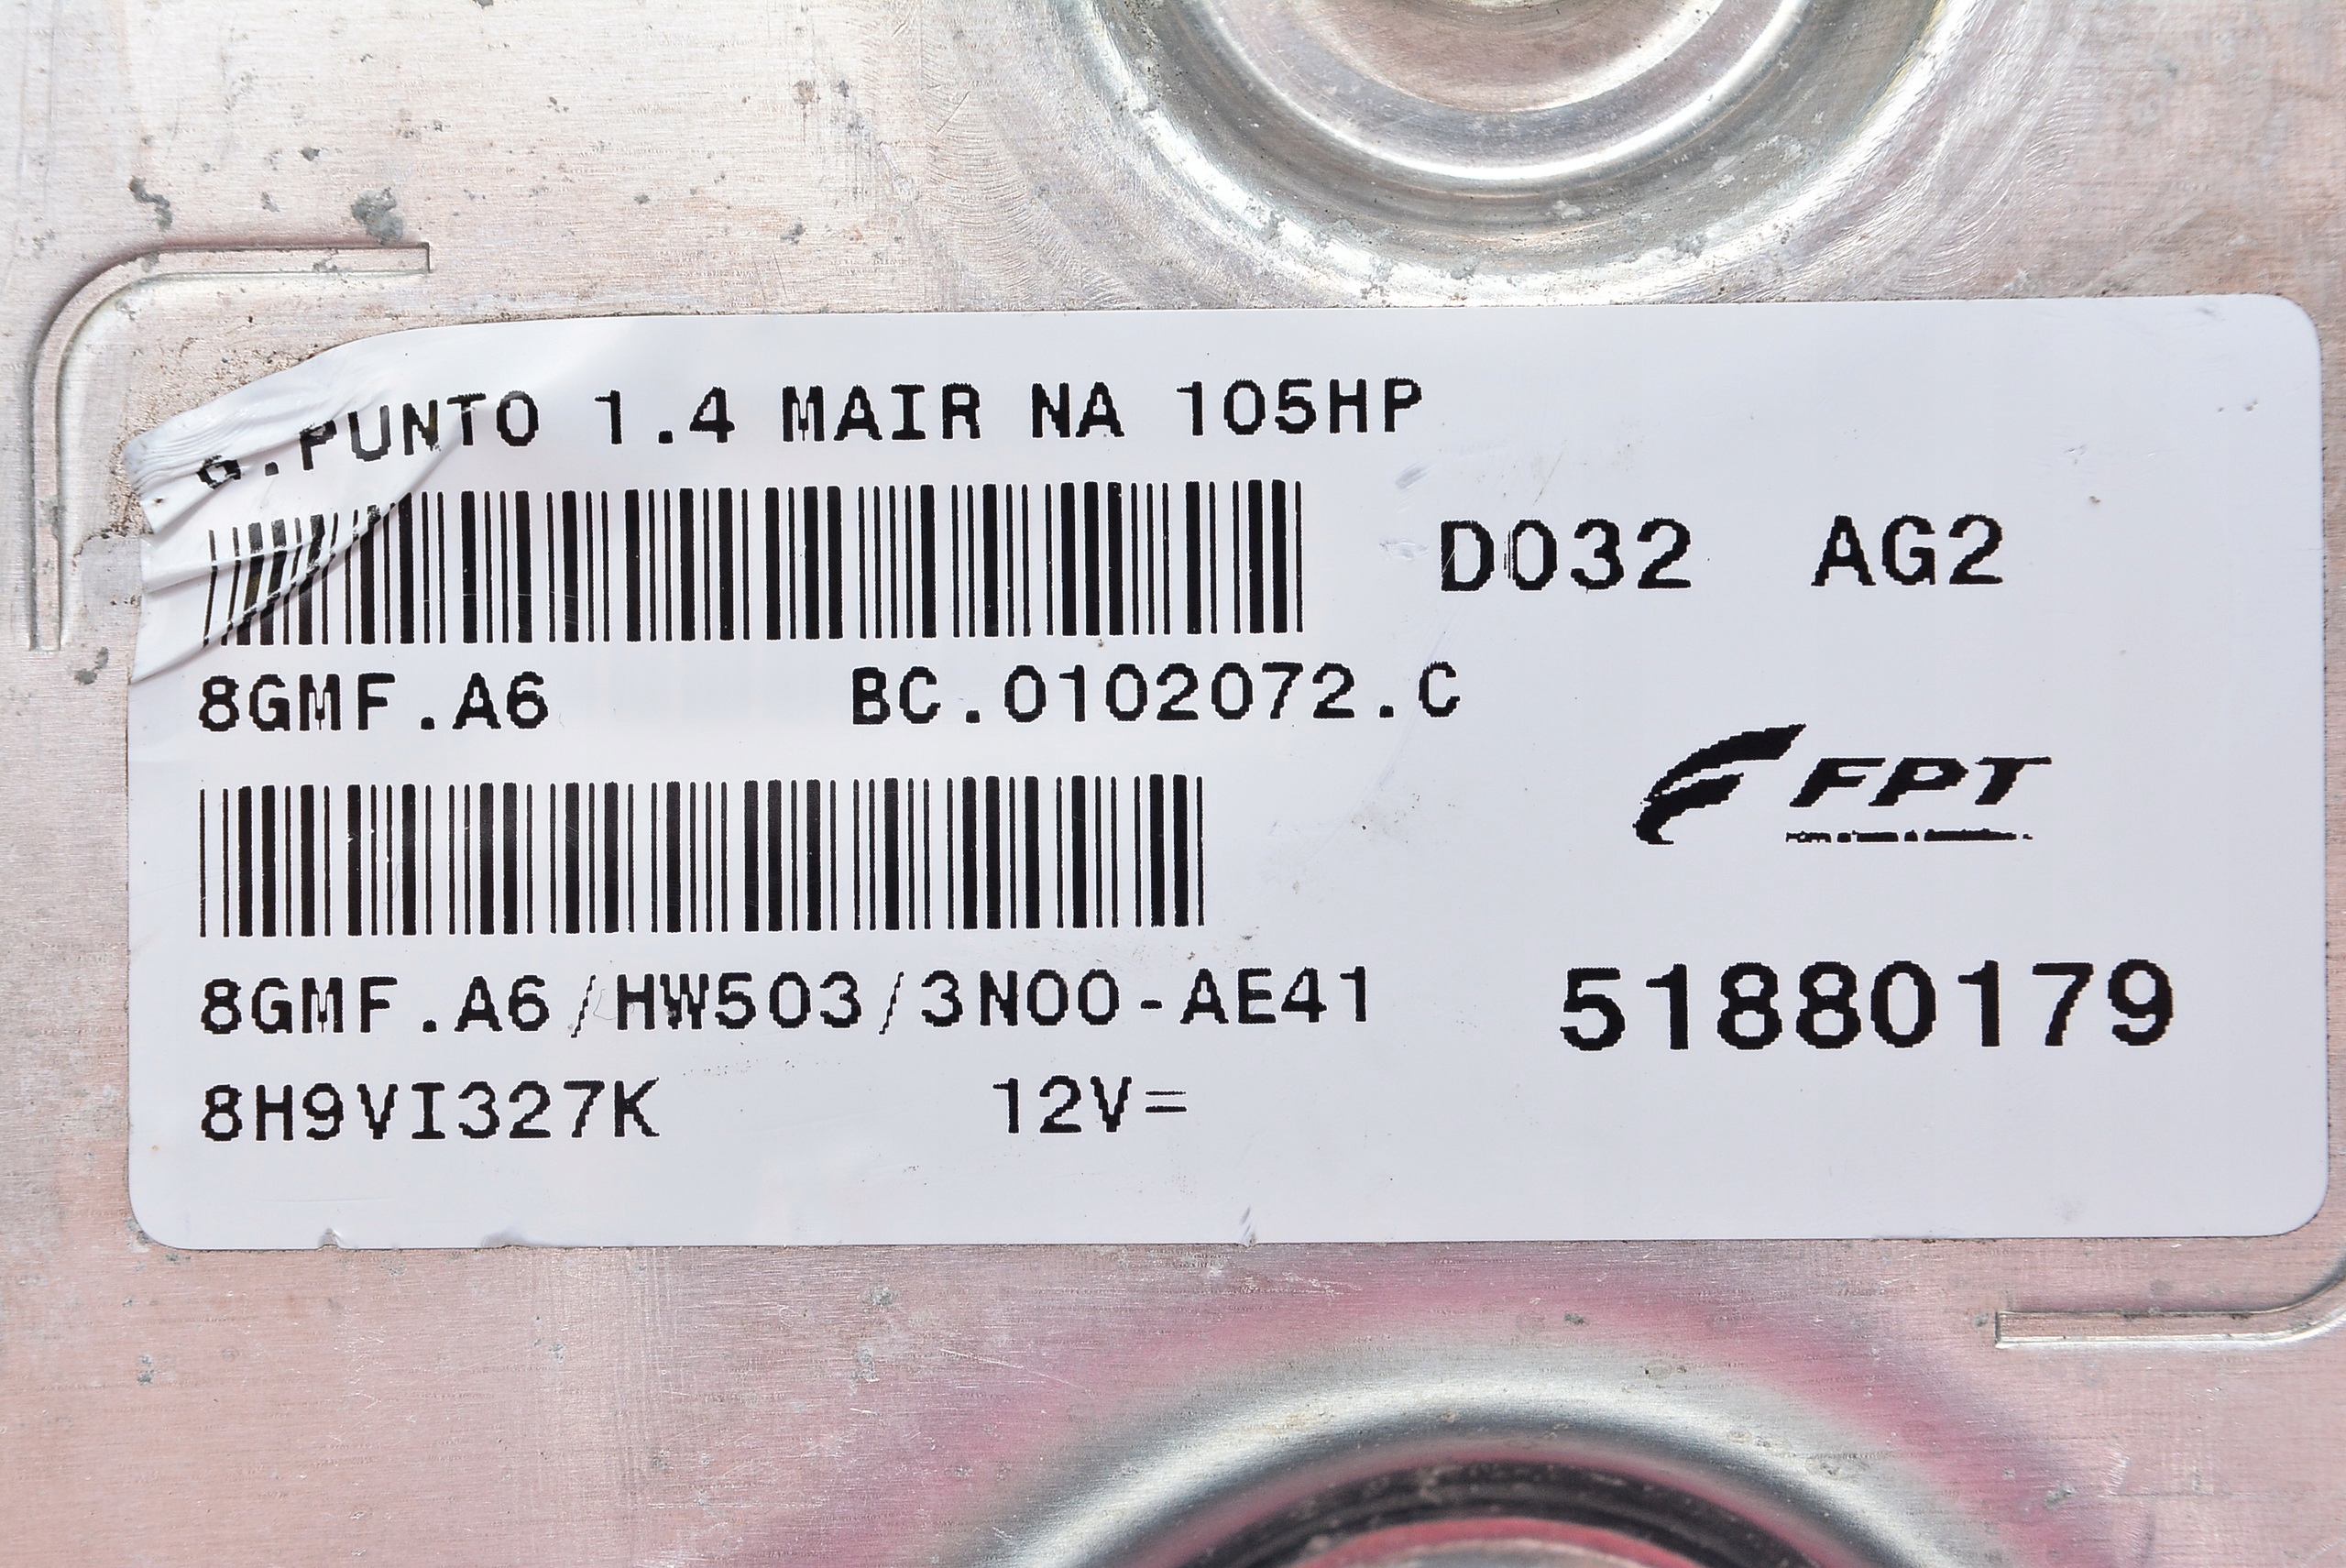 G.PUNTO 1.4 MAIR NA 105HP
D032 AG2
8GMF.A6 BC.0102072.C
FPT
8GMF.A6/HW503/3N00-AE41
51880179
8H9VI327K 12V=